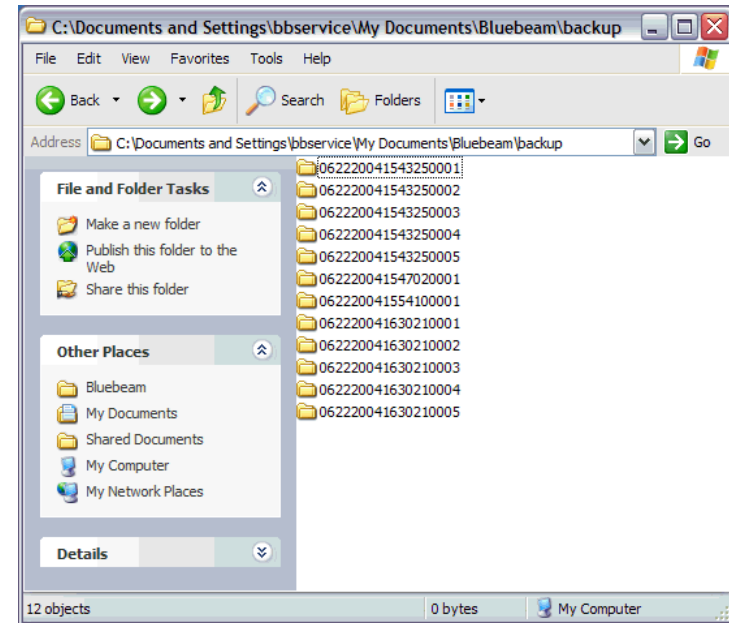 C:\Documents and Settings\bbservice\My Documents\Bluebeam\backup
File Edit View Favorites Tools Help
Back Search Folders
Address C:\Documents and Settings\bbservice\My Documents\Bluebeam\backup Go
File and Folder Tasks
Make a new folder
Publish this folder to the
Web
Share this folder
Other Places
Bluebeam
My Documents
Shared Documents
My Computer
My Network Places
Details
062220041543250001
062220041543250002
062220041543250003
062220041543250004
062220041543250005
062220041547020001
062220041554100001
062220041630210001
062220041630210002
062220041630210003
062220041630210004
062220041630210005
12 objects 0 bytes My Computer